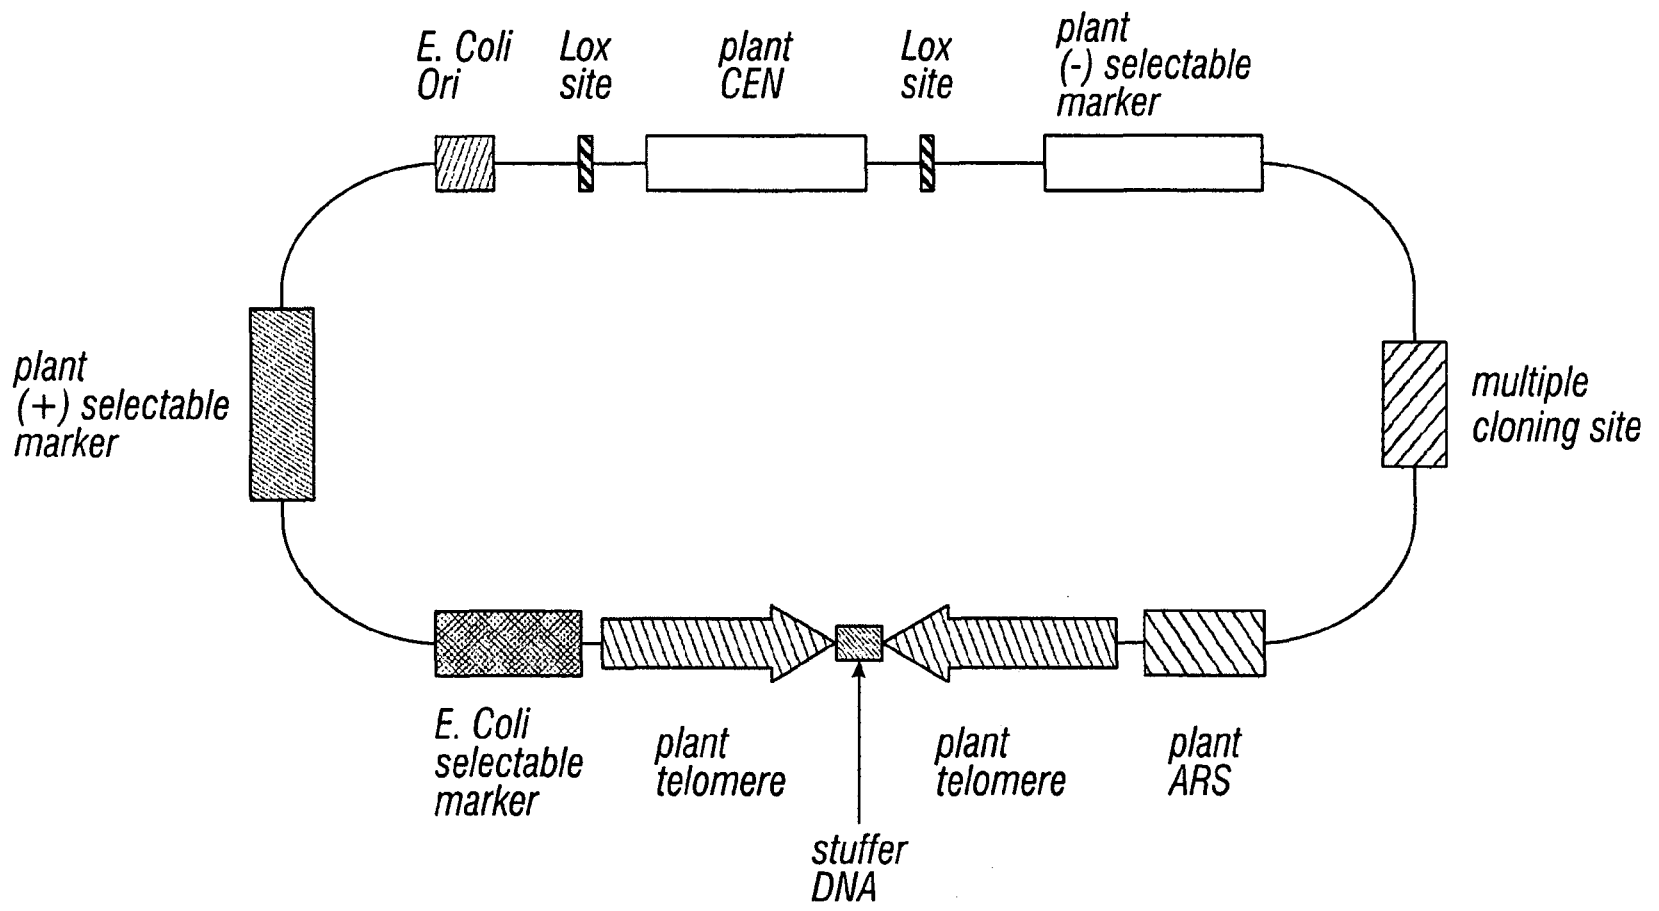 E. Coli
Ori
Lox
site
plant
CEN
Lox
site
plant
(-) selectable
marker
plant
(+) selectable
marker
multiple
cloning site
E. Coli
selectable
marker
plant
telomere
plant
telomere
plant
ARS
stuffer
DNA